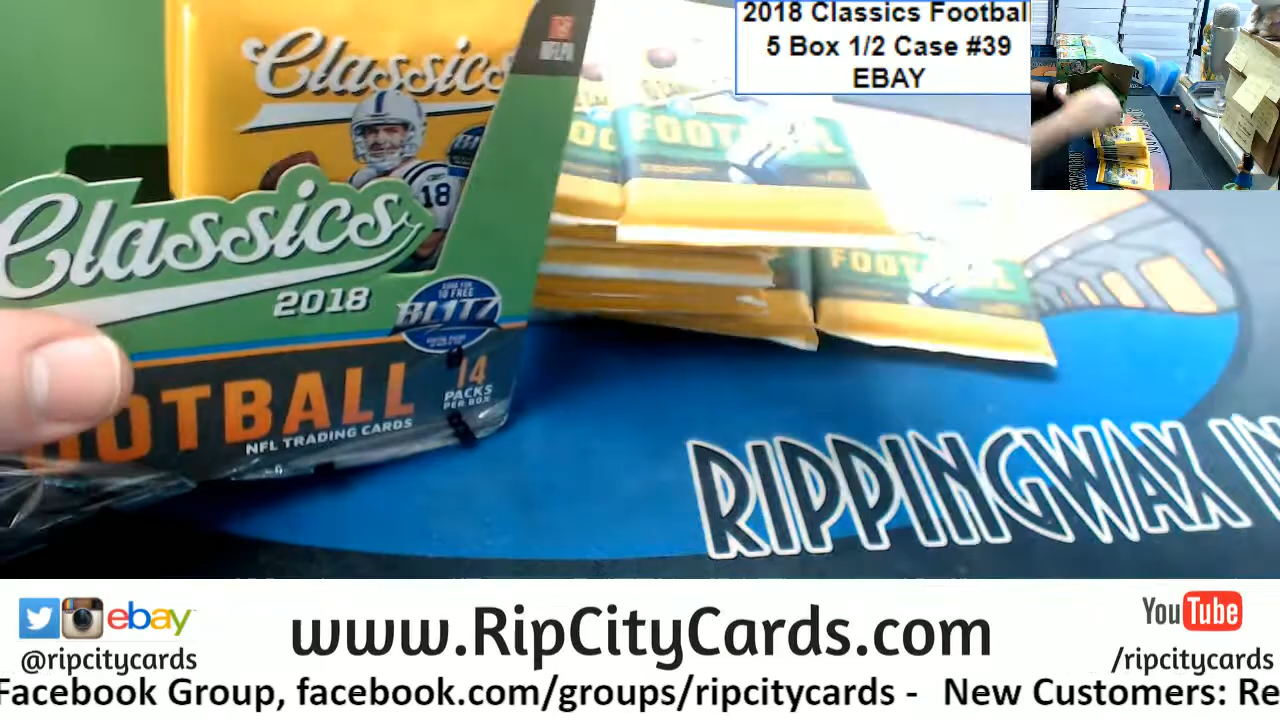 2018 Classics Footbal
5 Box 1/2 Case #39
EBAY
Classics
18
Classics
2018
BLITZ
14
PACKS
PER BOX
OOTBALL
NFL TRADING CARDS
FOOTBALL
FOOTBALL
RIPPINGWAX
ebay
@ripcitycards
www.RipCityCards.com
YouTube
/ripcitycards
Facebook Group, facebook.com/groups/ripcitycards - New Customers: Re